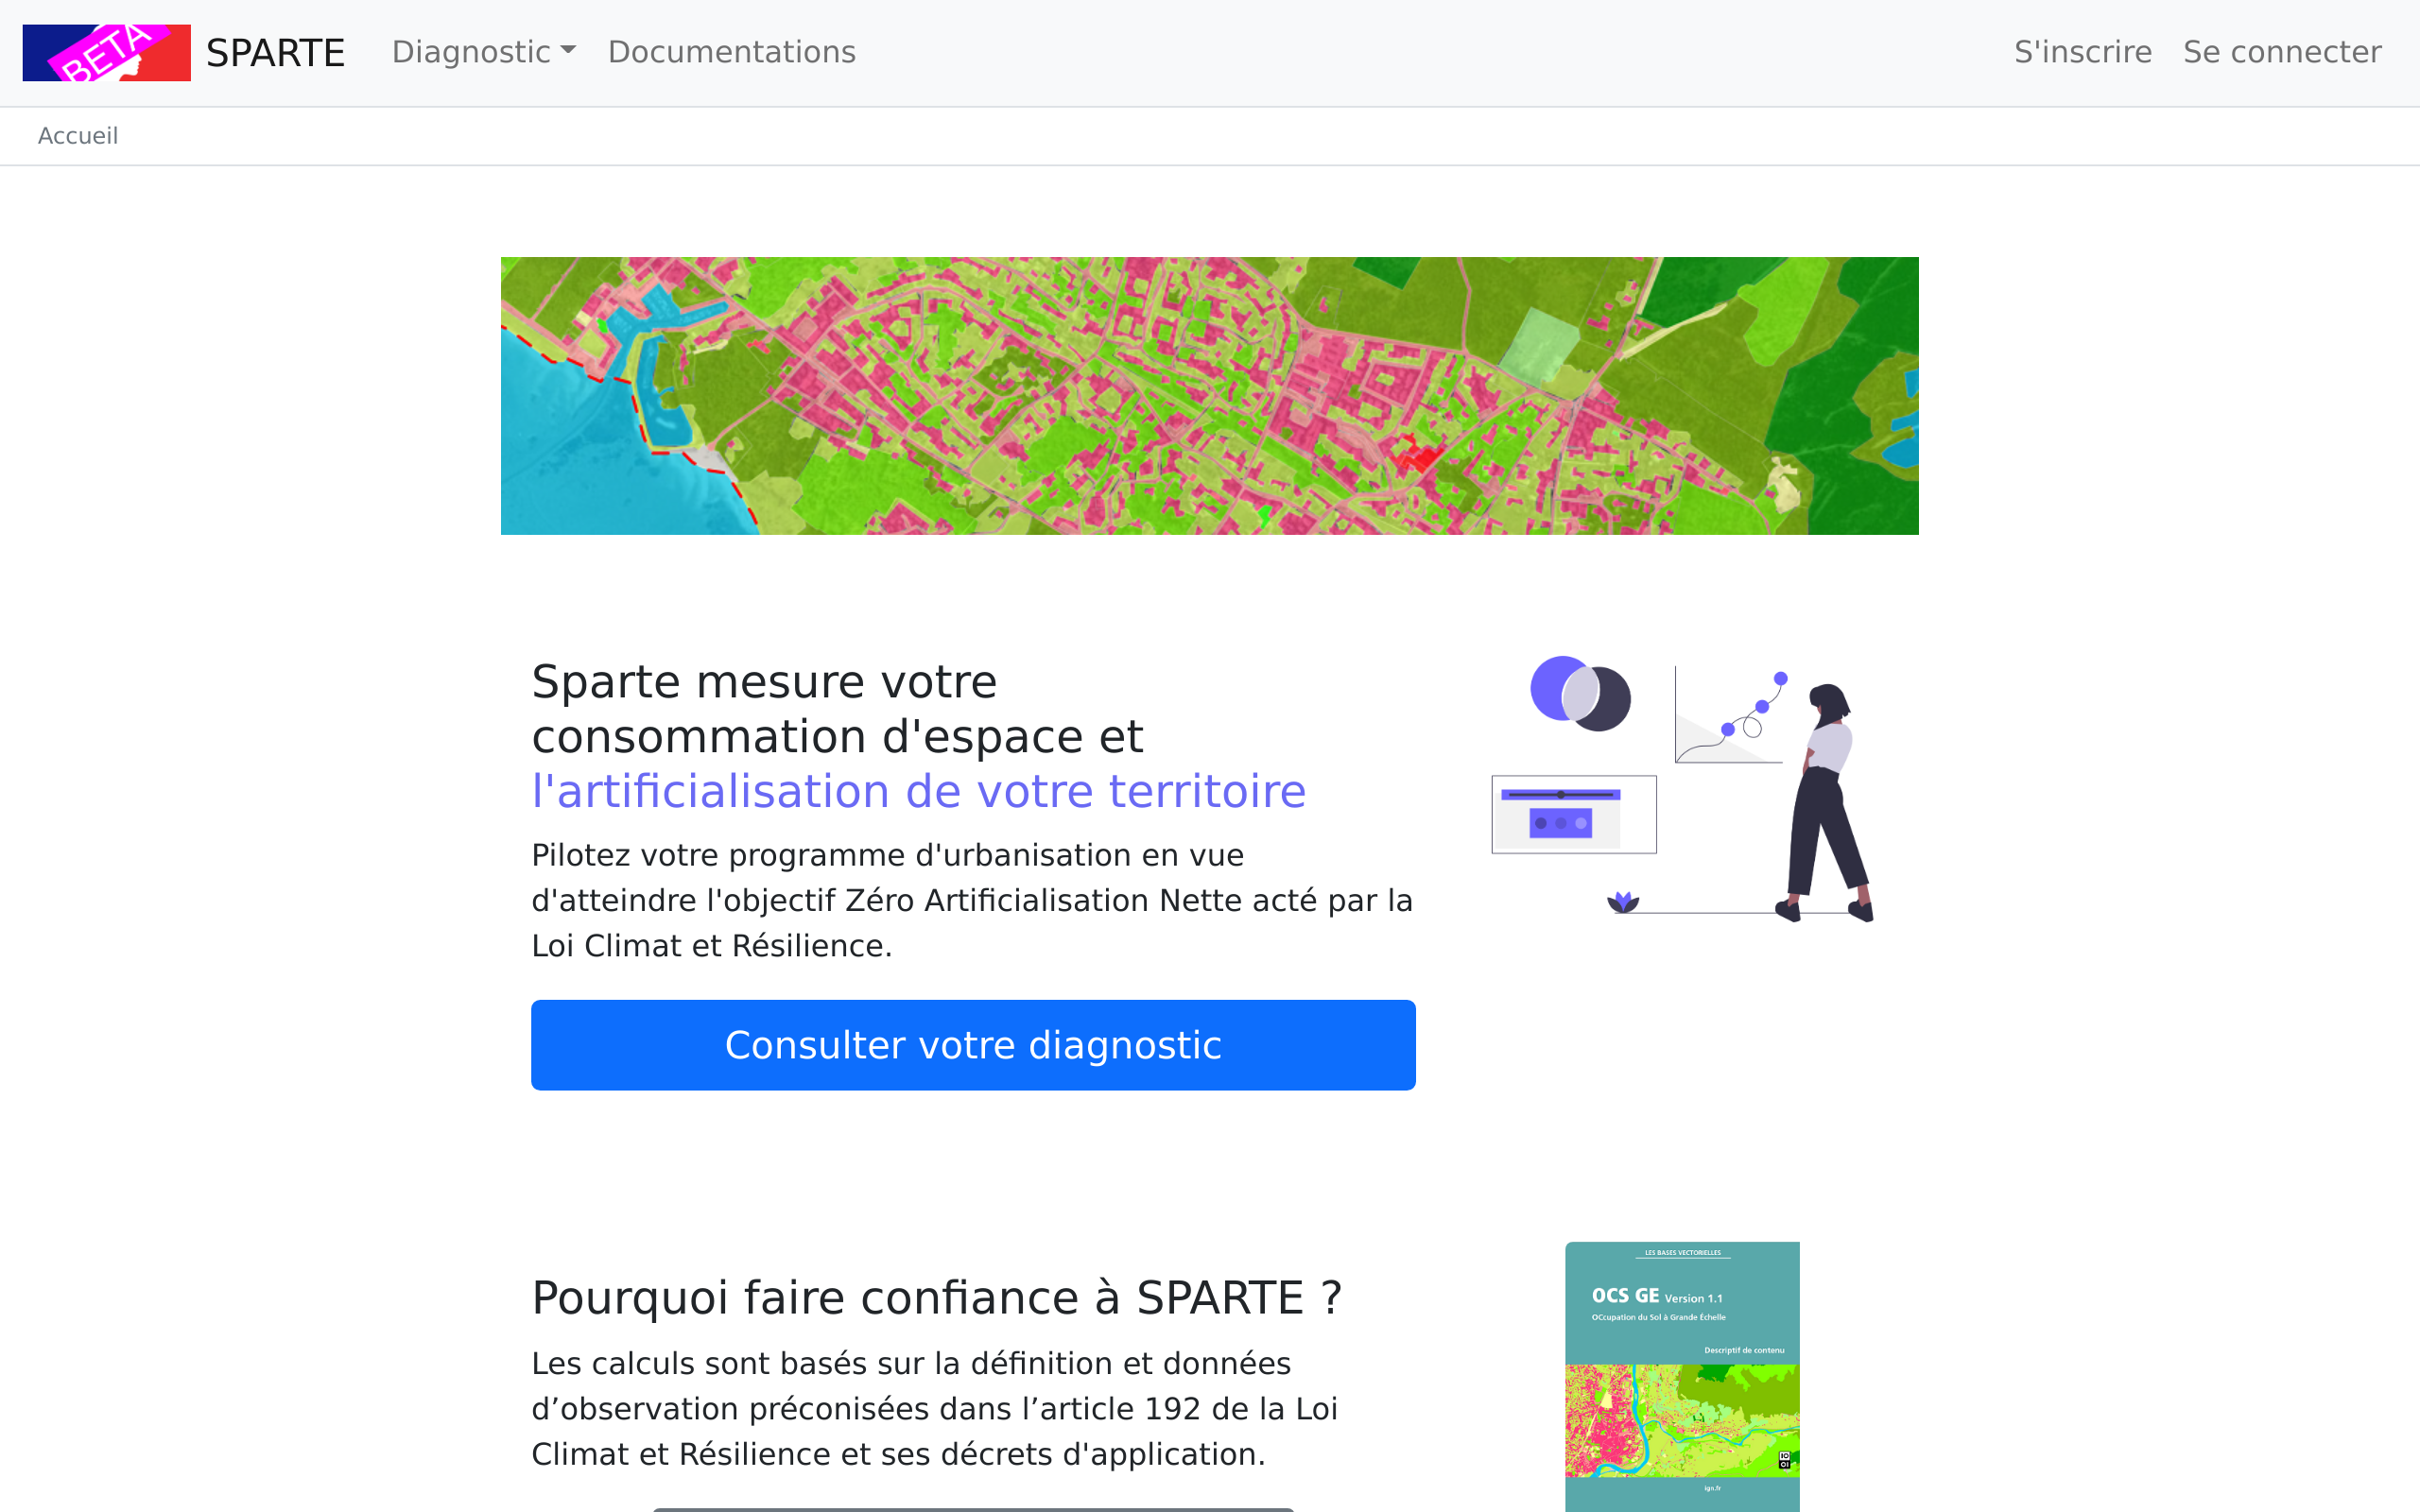 BETA
SPARTE
Diagnostic
Documentations
S'inscrire
Se connecter
Accueil
Sparte mesure votre
consommation d'espace et
l'artificialisation de votre territoire
Pilotez votre programme d'urbanisation en vue
d'atteindre l'objectif Zéro Artificialisation Nette acté par la
Loi Climat et Résilience.
Consulter votre diagnostic
Pourquoi faire confiance à SPARTE ?
Les calculs sont basés sur la définition et données
d’observation préconisées dans l’article 192 de la Loi
Climat et Résilience et ses décrets d'application.
LES BASES VECTORIELLES
OCS GE Version 1.1
OCcupation du Sol à Grande Échelle
Descriptif de contenu
ign.fr